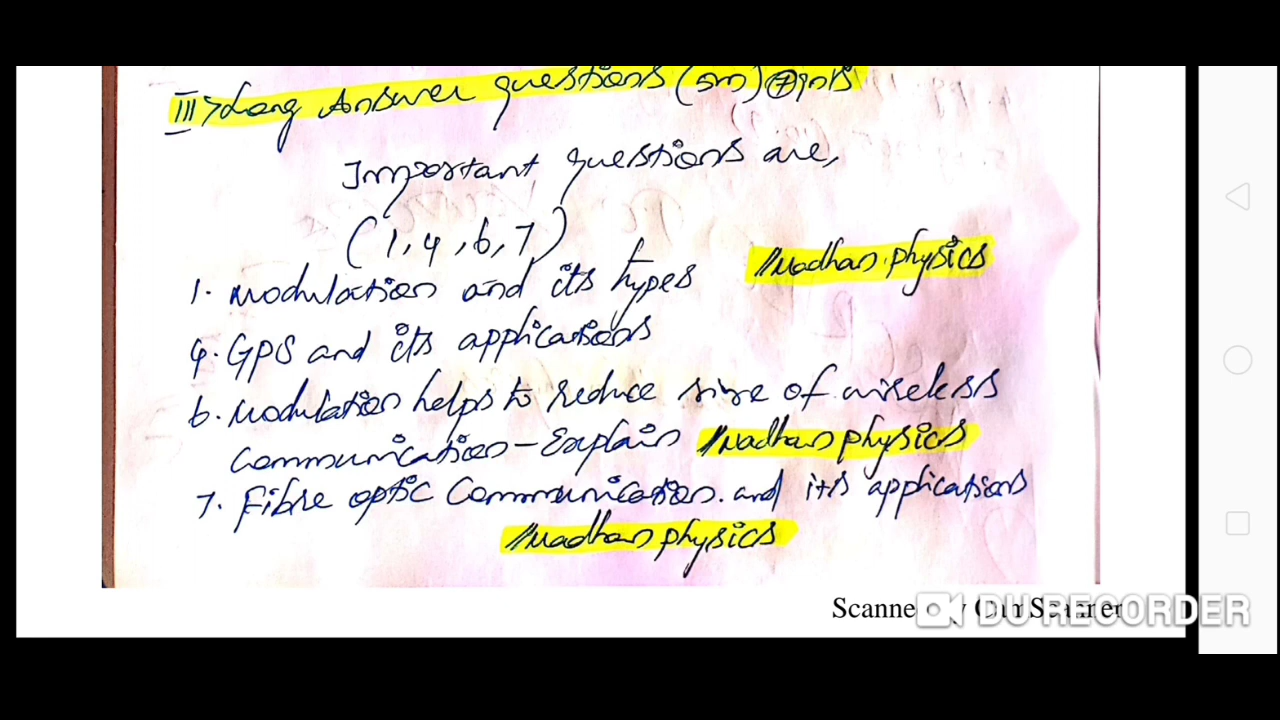 III> Long Answer questions (5m) ⑦ qns
Important questions are,
(1,4,6,7)
Madhan physics
1. Modulation and its types
4. GPS and its applications
6. Modulation helps to reduce size of wireless
communication - Explain Madhan physics
7. Fibre optic Communication. and its applications
Madhan physics
Scanned by CamScanner
DU RECORDER